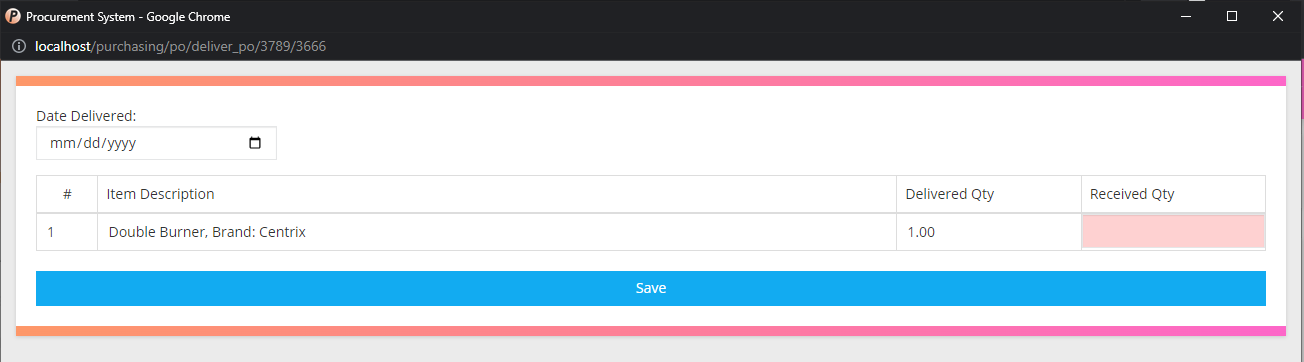 Procurement System - Google Chrome
localhost/purchasing/po/deliver_po/3789/3666
Date Delivered:
mm/dd/yyyy
# Item Description Delivered Qty Received Qty
1 Double Burner, Brand: Centrix 1.00
Save